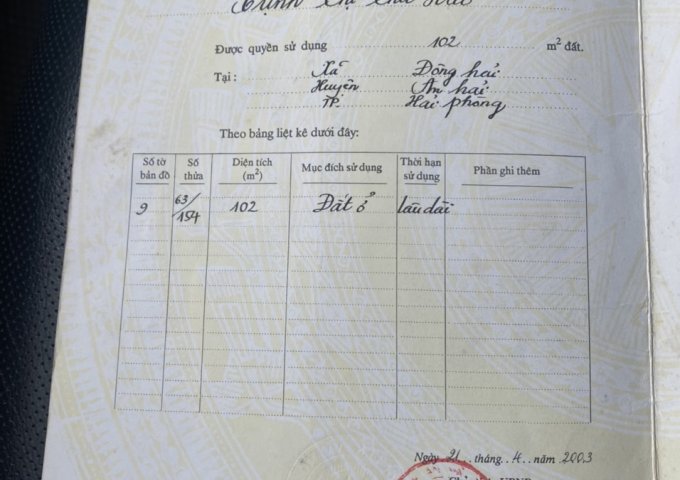 Được quyền sử dụng 102 m² đất.
Tại : Xã Đông hải
Huyện An hải
TP. Hải phòng
Theo bảng liệt kê dưới đây:
Số tờ bản đồ Số thửa Diện tích (m²) Mục đích sử dụng Thời hạn sử dụng Phần ghi thêm
9 63/154 102 Đất ở lâu dài
Ngày 21 tháng 4 năm 2003